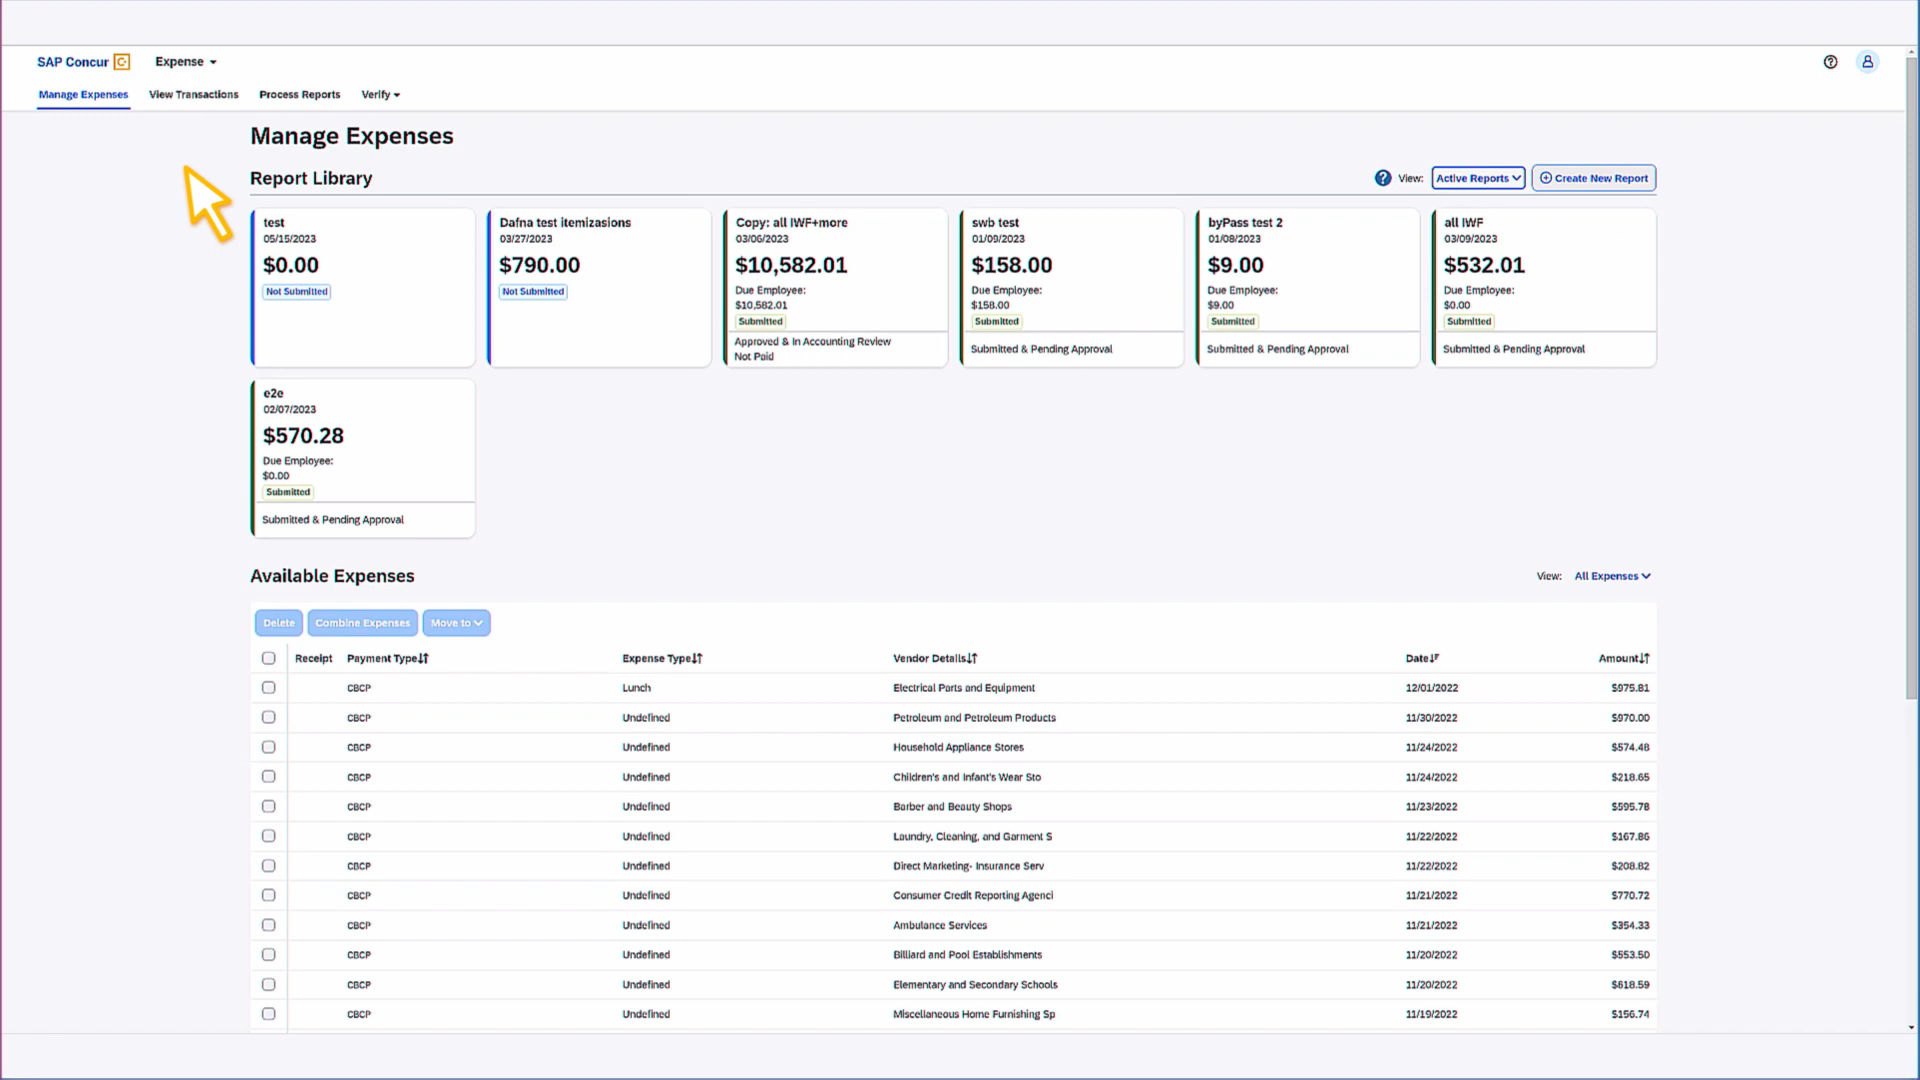 SAP Concur C Expense
Manage Expenses View Transactions Process Reports Verify
Manage Expenses
Report Library
View: Active Reports Create New Report
test
05/15/2023
$0.00
Not Submitted
Dafna test itemizasions
03/27/2023
$790.00
Not Submitted
Copy: all IWF+more
03/06/2023
$10,582.01
Due Employee:
$10,582.01
Submitted
Approved & In Accounting Review
Not Paid
swb test
01/09/2023
$158.00
Due Employee:
$158.00
Submitted
Submitted & Pending Approval
byPass test 2
01/08/2023
$9.00
Due Employee:
$9.00
Submitted
Submitted & Pending Approval
all IWF
03/09/2023
$532.01
Due Employee:
$0.00
Submitted
Submitted & Pending Approval
e2e
02/07/2023
$570.28
Due Employee:
$0.00
Submitted
Submitted & Pending Approval
Available Expenses
View: All Expenses
Delete Combine Expenses Move to
Receipt Payment Type Expense Type Vendor Details Date Amount
CBCP Lunch Electrical Parts and Equipment 12/01/2022 $975.81
CBCP Undefined Petroleum and Petroleum Products 11/30/2022 $970.00
CBCP Undefined Household Appliance Stores 11/24/2022 $574.48
CBCP Undefined Children's and Infant's Wear Sto 11/24/2022 $218.65
CBCP Undefined Barber and Beauty Shops 11/23/2022 $595.78
CBCP Undefined Laundry, Cleaning, and Garment S 11/22/2022 $167.86
CBCP Undefined Direct Marketing- Insurance Serv 11/22/2022 $208.82
CBCP Undefined Consumer Credit Reporting Agenci 11/21/2022 $770.72
CBCP Undefined Ambulance Services 11/21/2022 $354.33
CBCP Undefined Billiard and Pool Establishments 11/20/2022 $553.50
CBCP Undefined Elementary and Secondary Schools 11/20/2022 $618.59
CBCP Undefined Miscellaneous Home Furnishing Sp 11/19/2022 $156.74